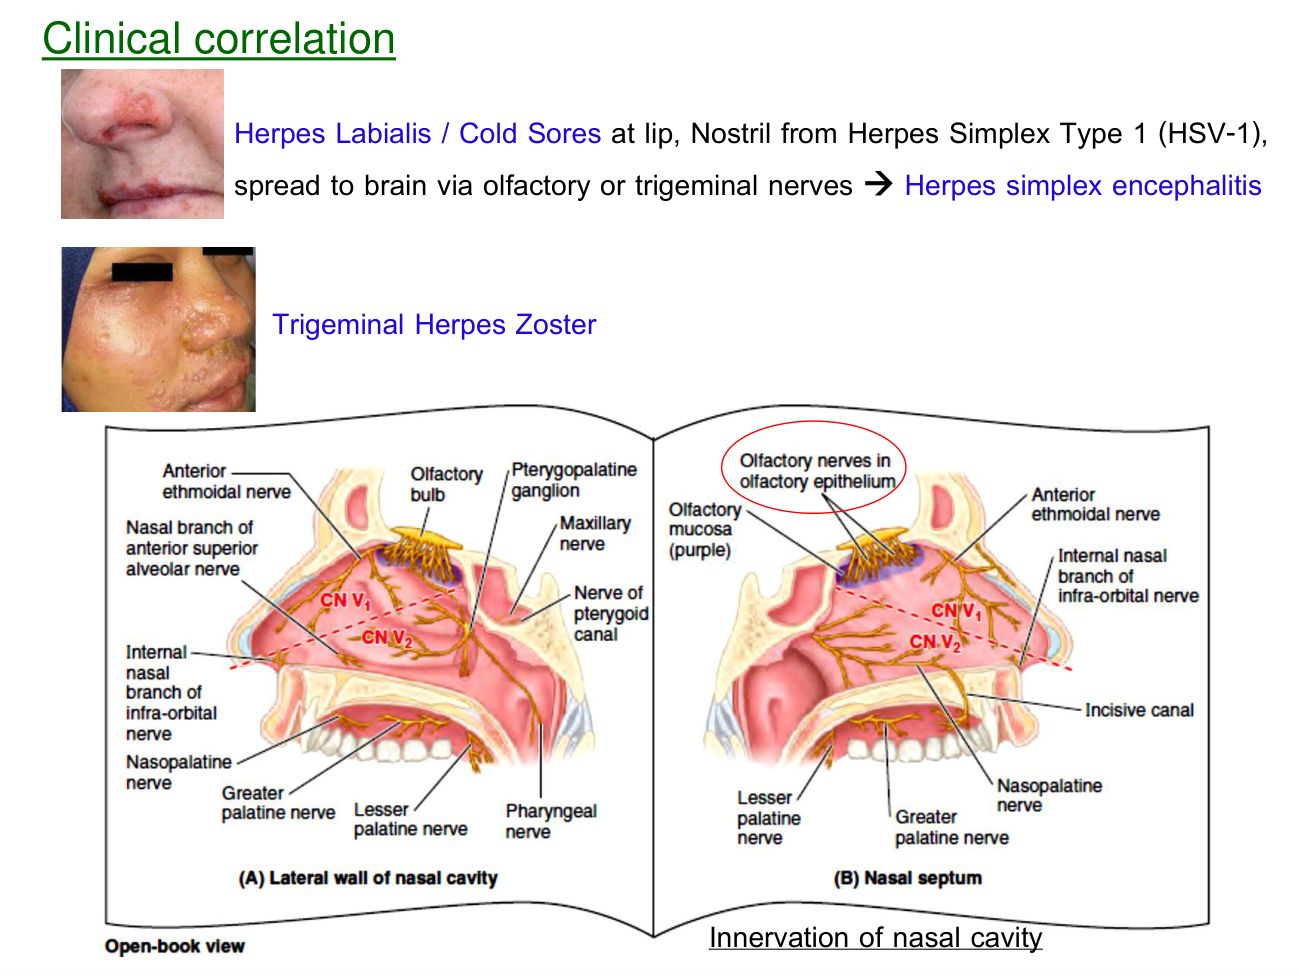 Clinical correlation
Herpes Labialis / Cold Sores at lip, Nostril from Herpes Simplex Type 1 (HSV-1),
spread to brain via olfactory or trigeminal nerves → Herpes simplex encephalitis
Trigeminal Herpes Zoster
Anterior
ethmoidal nerve
Nasal branch of
anterior superior
alveolar nerve
Olfactory
bulb
Pterygopalatine
ganglion
Maxillary
nerve
Nerve of
pterygoid
canal
CN V1
CN V2
Internal
nasal
branch of
infra-orbital
nerve
Nasopalatine
nerve
Greater
palatine nerve
Lesser
palatine nerve
Pharyngeal
nerve
(A) Lateral wall of nasal cavity
Olfactory nerves in
olfactory epithelium
Olfactory
mucosa
(purple)
Anterior
ethmoidal nerve
Internal nasal
branch of
infra-orbital nerve
CN V1
CN V2
Incisive canal
Nasopalatine
nerve
Lesser
palatine
nerve
Greater
palatine nerve
(B) Nasal septum
Open-book view
Innervation of nasal cavity